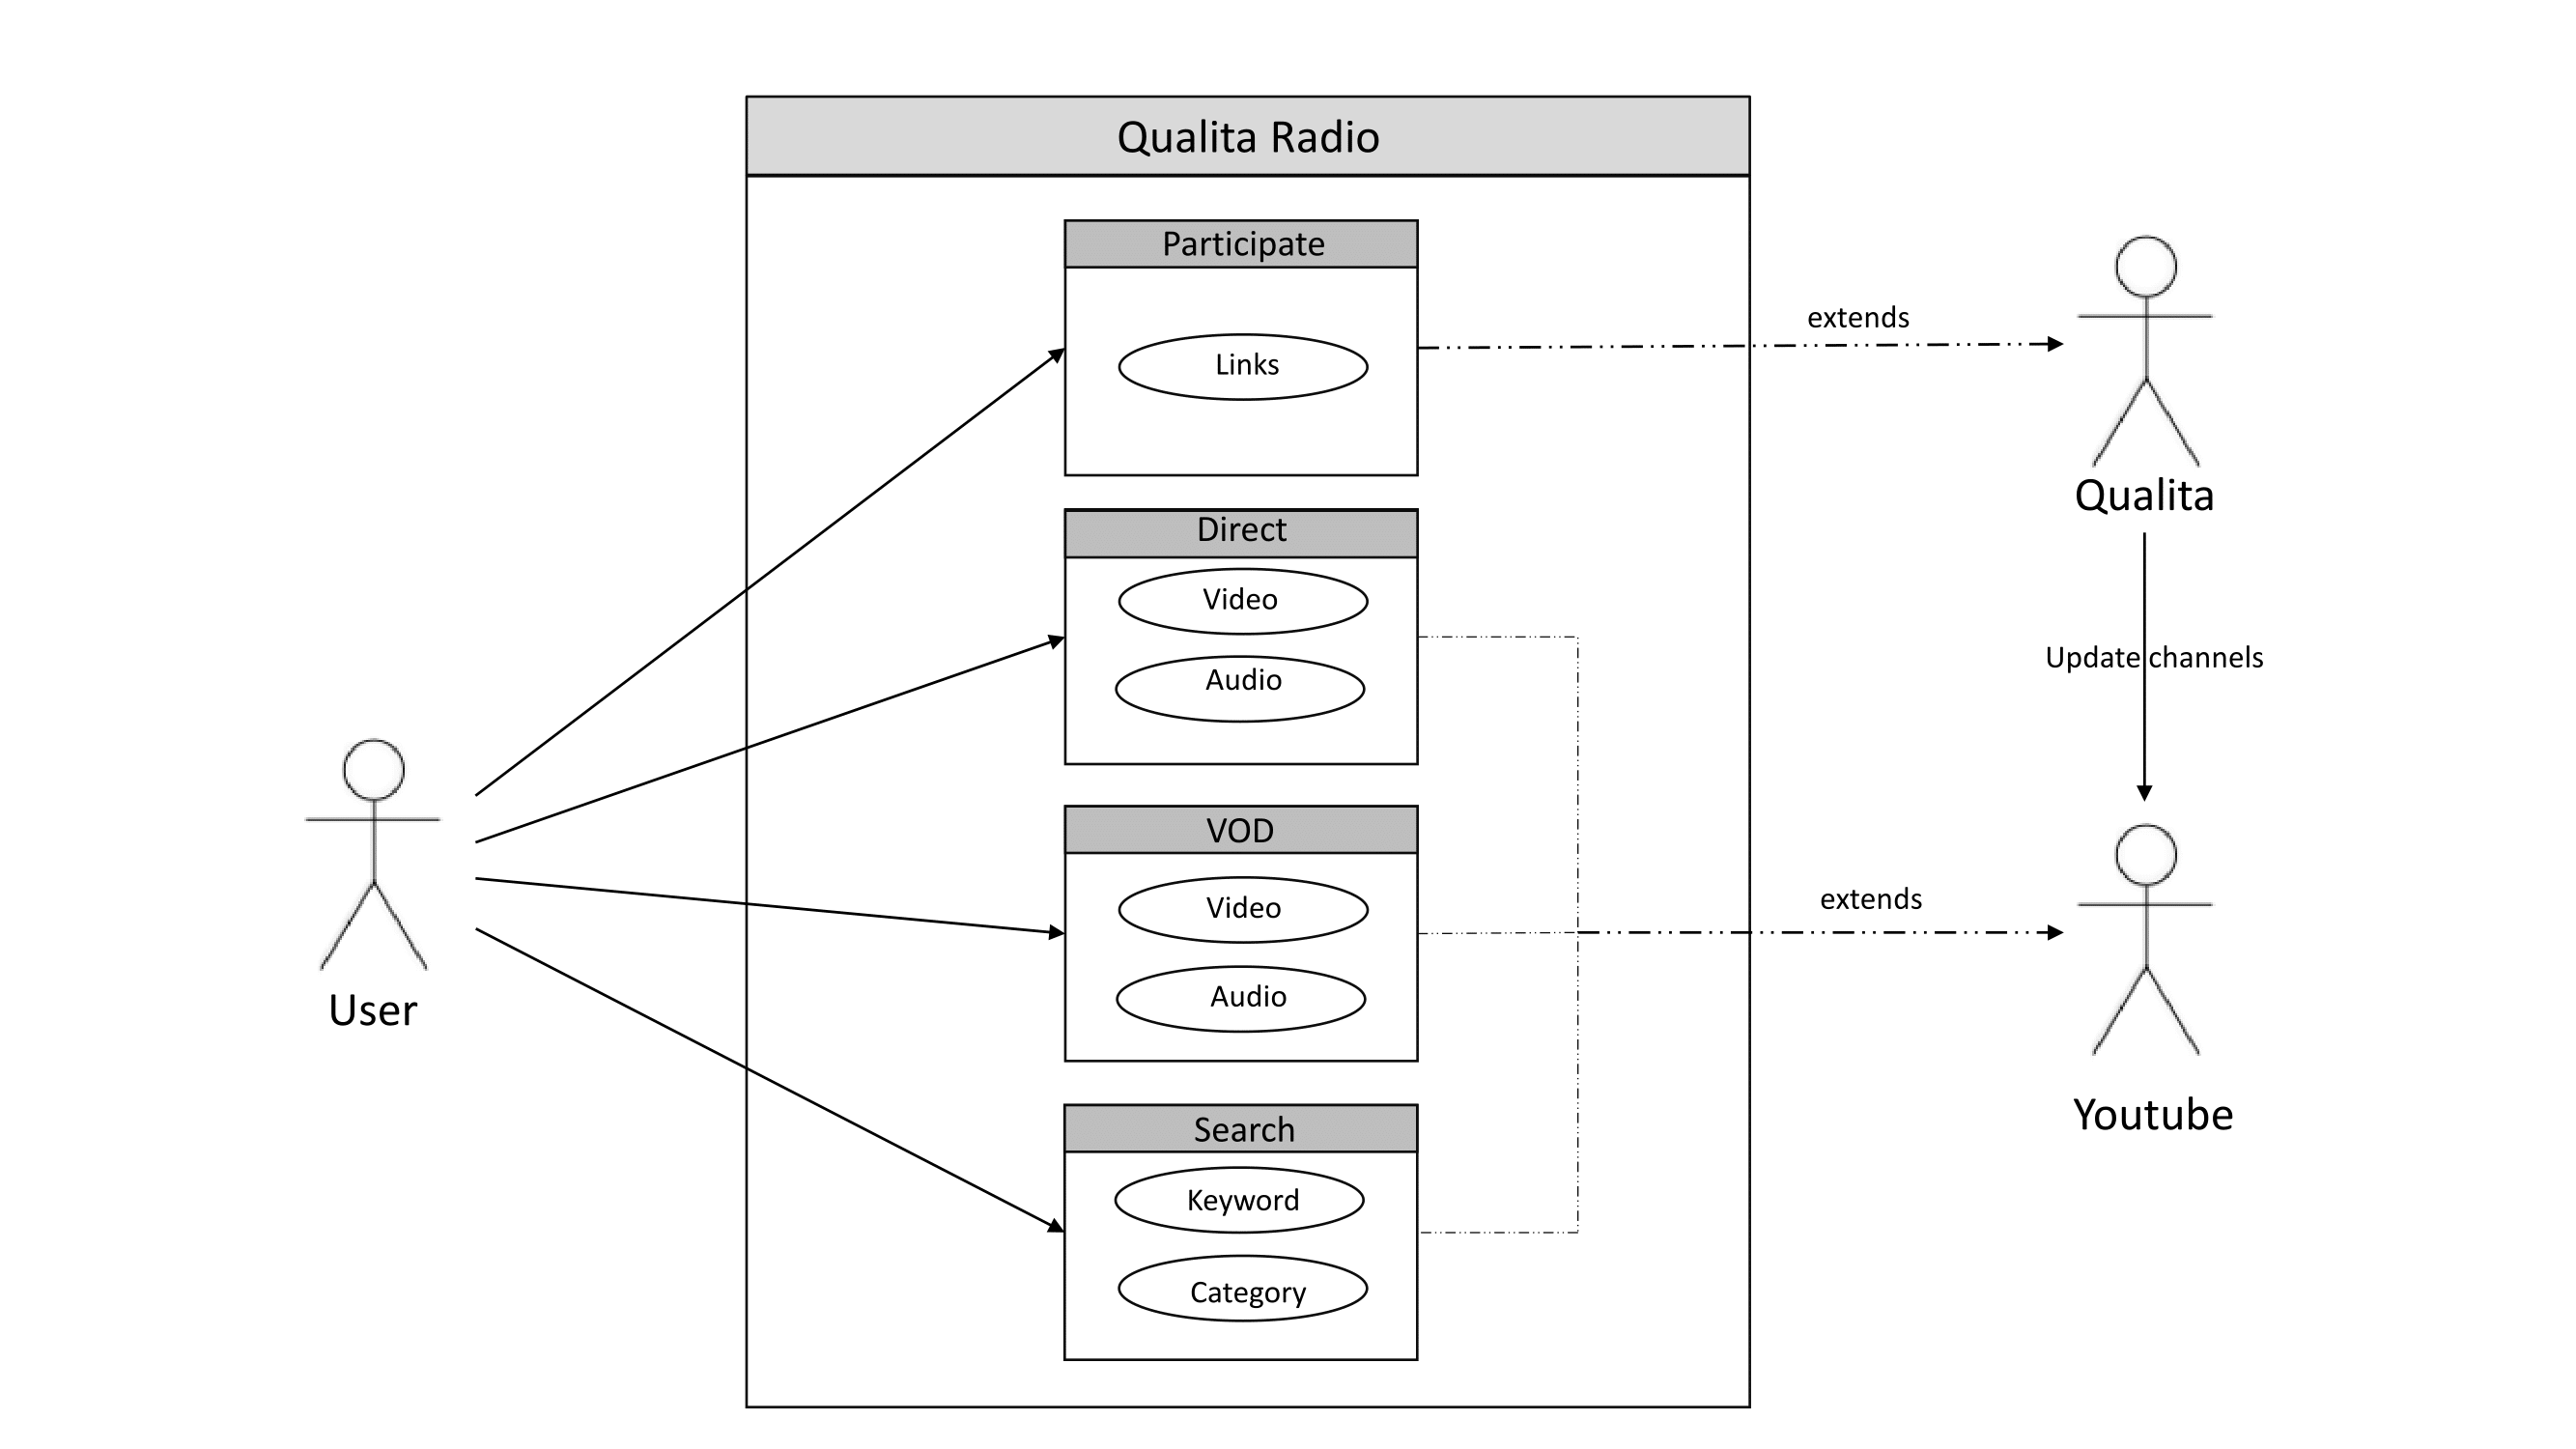 Qualita Radio
Participate
Links
extends
Qualita
Direct
Video
Audio
Update channels
VOD
Video
Audio
extends
User
Youtube
Search
Keyword
Category